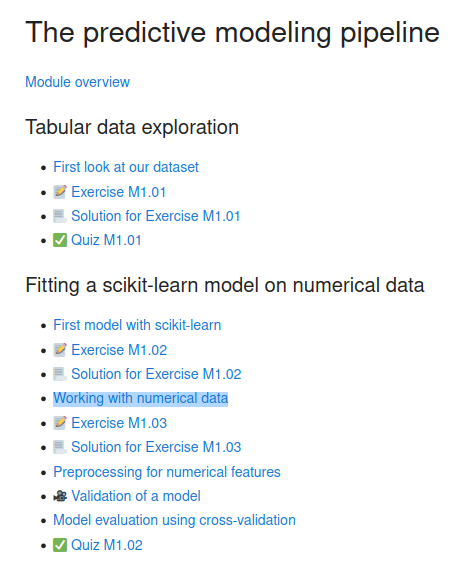 The predictive modeling pipeline
Module overview
Tabular data exploration
First look at our dataset
Exercise M1.01
Solution for Exercise M1.01
Quiz M1.01
Fitting a scikit-learn model on numerical data
First model with scikit-learn
Exercise M1.02
Solution for Exercise M1.02
Working with numerical data
Exercise M1.03
Solution for Exercise M1.03
Preprocessing for numerical features
Validation of a model
Model evaluation using cross-validation
Quiz M1.02